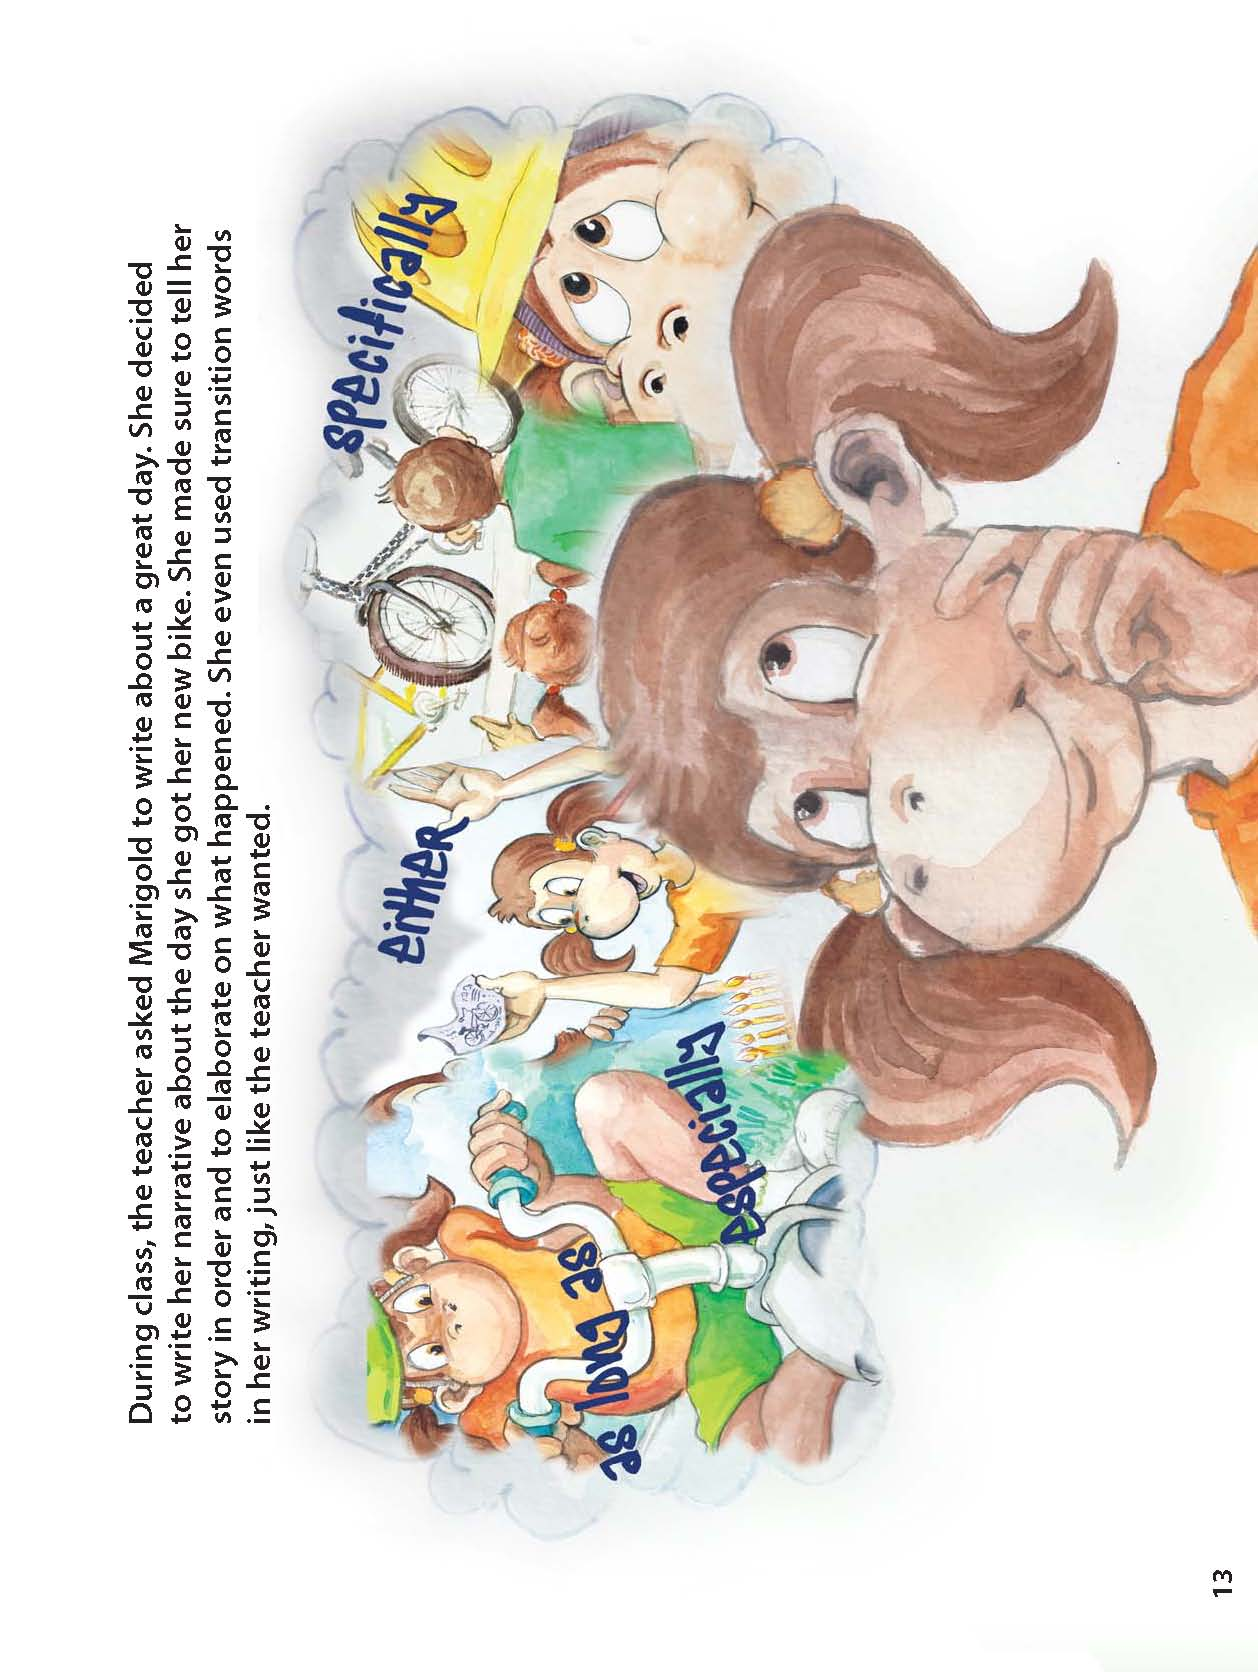 During class, the teacher asked Marigold to write about a great day. She decided
to write her narrative about the day she got her new bike. She made sure to tell her
story in order and to elaborate on what happened. She even used transition words
in her writing, just like the teacher wanted.
as long as
especially
either
specifically
13